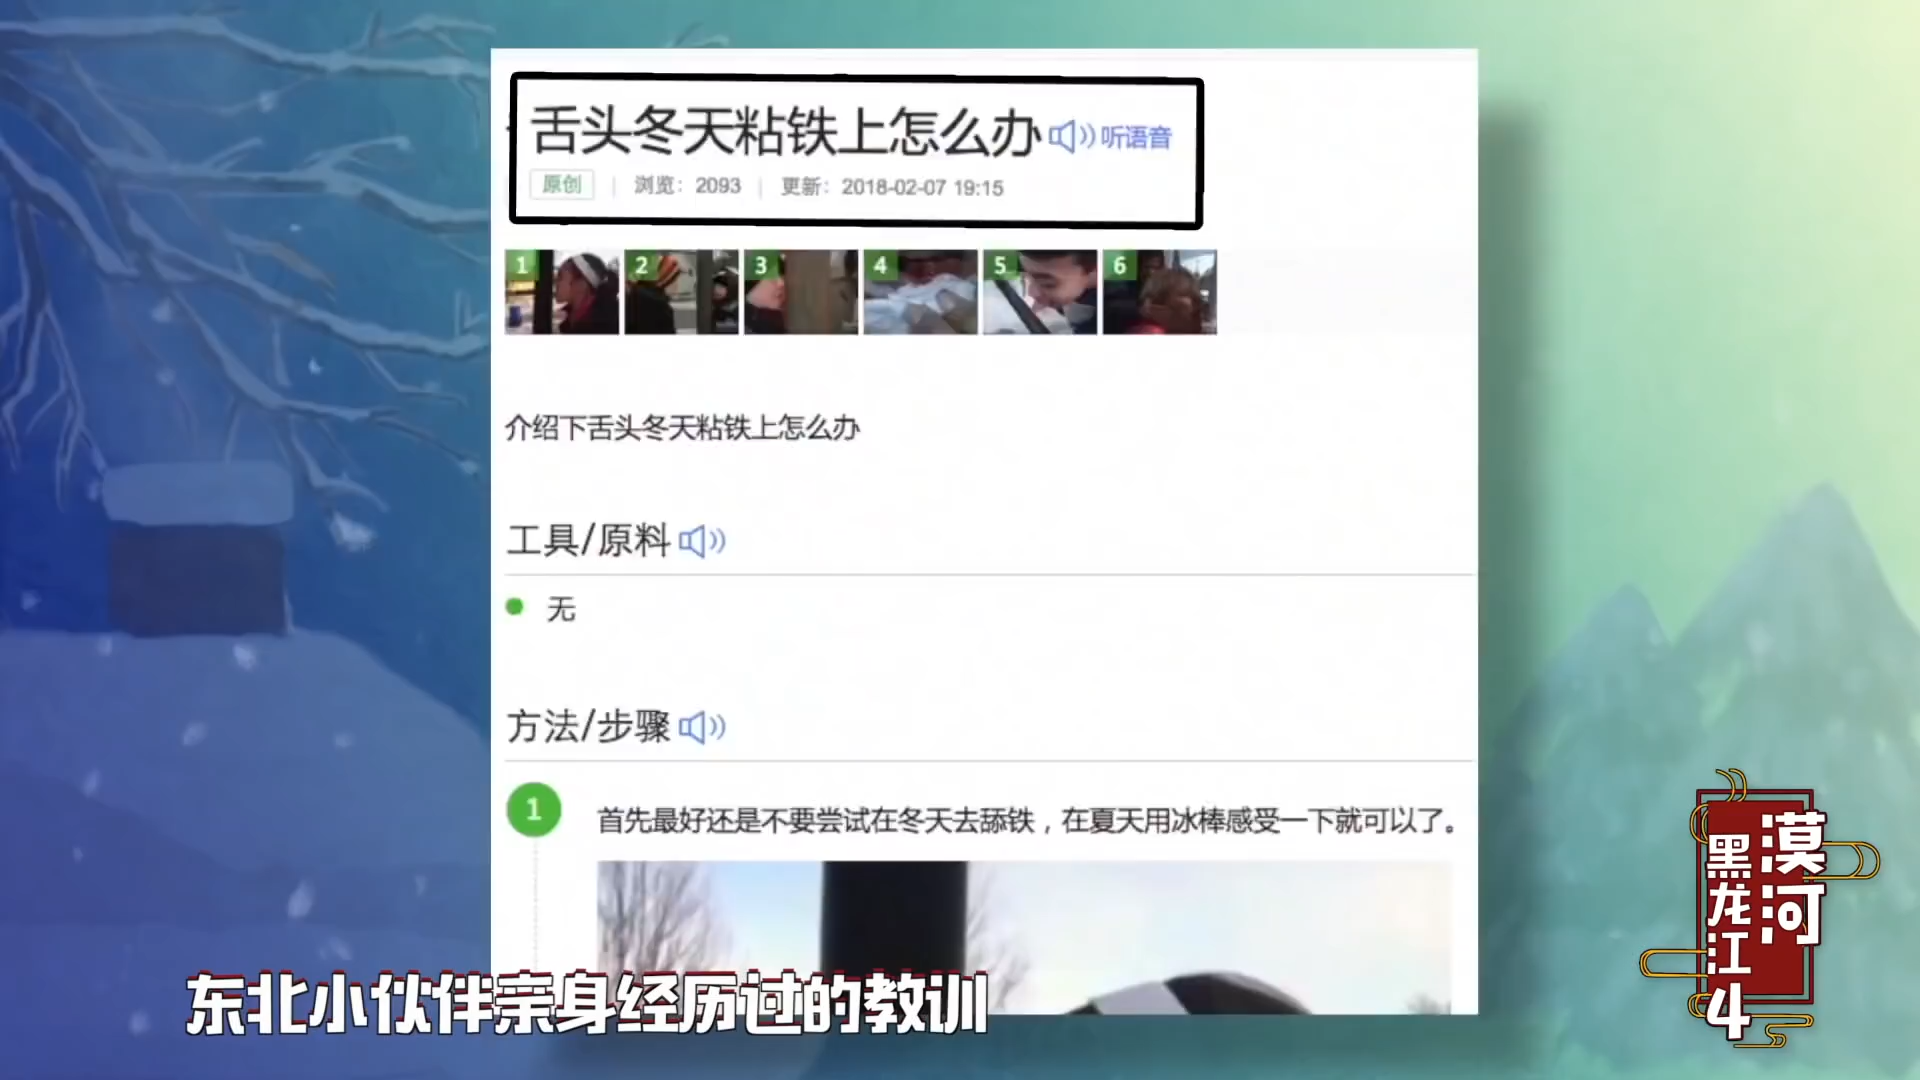 舌头冬天粘铁上怎么办 听语音
原创 | 浏览：2093 | 更新：2018-02-07 19:15
1 2 3 4 5 6
介绍下舌头冬天粘铁上怎么办
工具/原料
无
方法/步骤
1 首先最好还是不要尝试在冬天去舔铁，在夏天用冰棒感受一下就可以了。
东北小伙伴亲身经历过的教训
漠河
黑龙江4